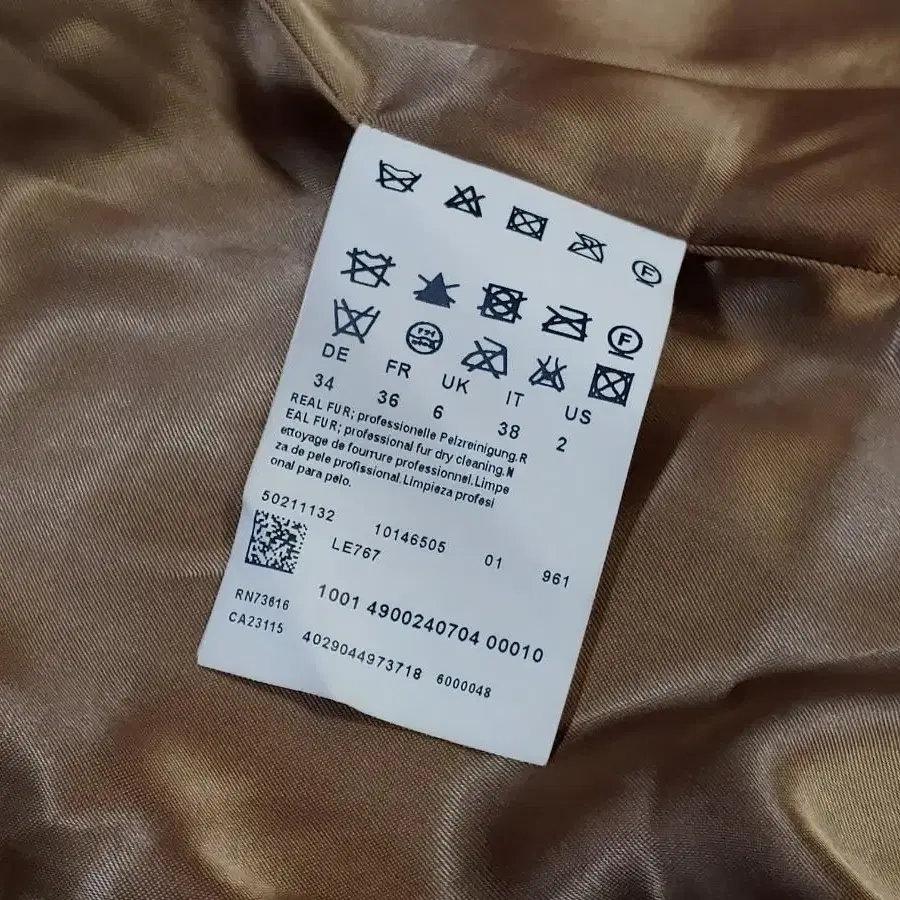 F
F
DE FR UK IT US
34 36 6 38 2
REAL FUR; professionelle Pelzreinigung.R
EAL FUR; professional fur dry cleaning.N
ettoyage de fourrure professionnel.Limpe
za de pele profissional.Limpieza profesi
onal para pelo.
50211132 10146505 01 961
LE767
RN73616 1001 4900240704 00010
CA23115 4029044973718 6000048